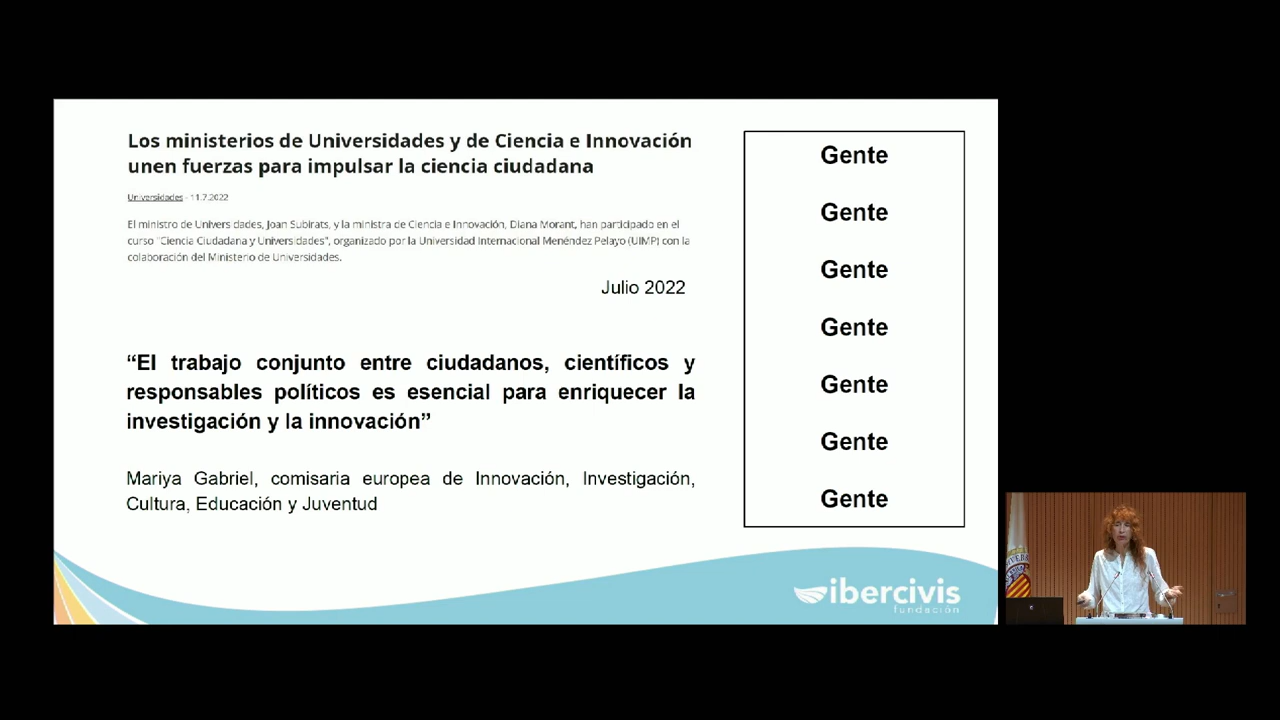 Los ministerios de Universidades y de Ciencia e Innovación
unen fuerzas para impulsar la ciencia ciudadana
Universidades - 11.7.2022
El ministro de Universidades, Joan Subirats, y la ministra de Ciencia e Innovación, Diana Morant, han participado en el
curso "Ciencia Ciudadana y Universidades", organizado por la Universidad Internacional Menéndez Pelayo (UIMP) con la
colaboración del Ministerio de Universidades.
Julio 2022
“El trabajo conjunto entre ciudadanos, científicos y
responsables políticos es esencial para enriquecer la
investigación y la innovación”
Mariya Gabriel, comisaria europea de Innovación, Investigación,
Cultura, Educación y Juventud
Gente
Gente
Gente
Gente
Gente
Gente
Gente
ibercivis
fundación